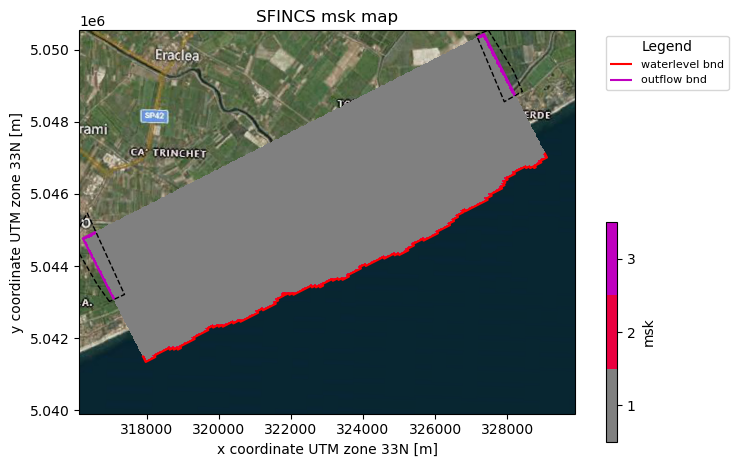 SFINCS msk map
1e6
5.050
5.048
5.046
5.044
5.042
5.040
y coordinate UTM zone 33N [m]
Eraclea
SP42
rami
CA' TRINCHET
ERDE
A.
318000 320000 322000 324000 326000 328000
x coordinate UTM zone 33N [m]
Legend
waterlevel bnd
outflow bnd
3
2
1
msk